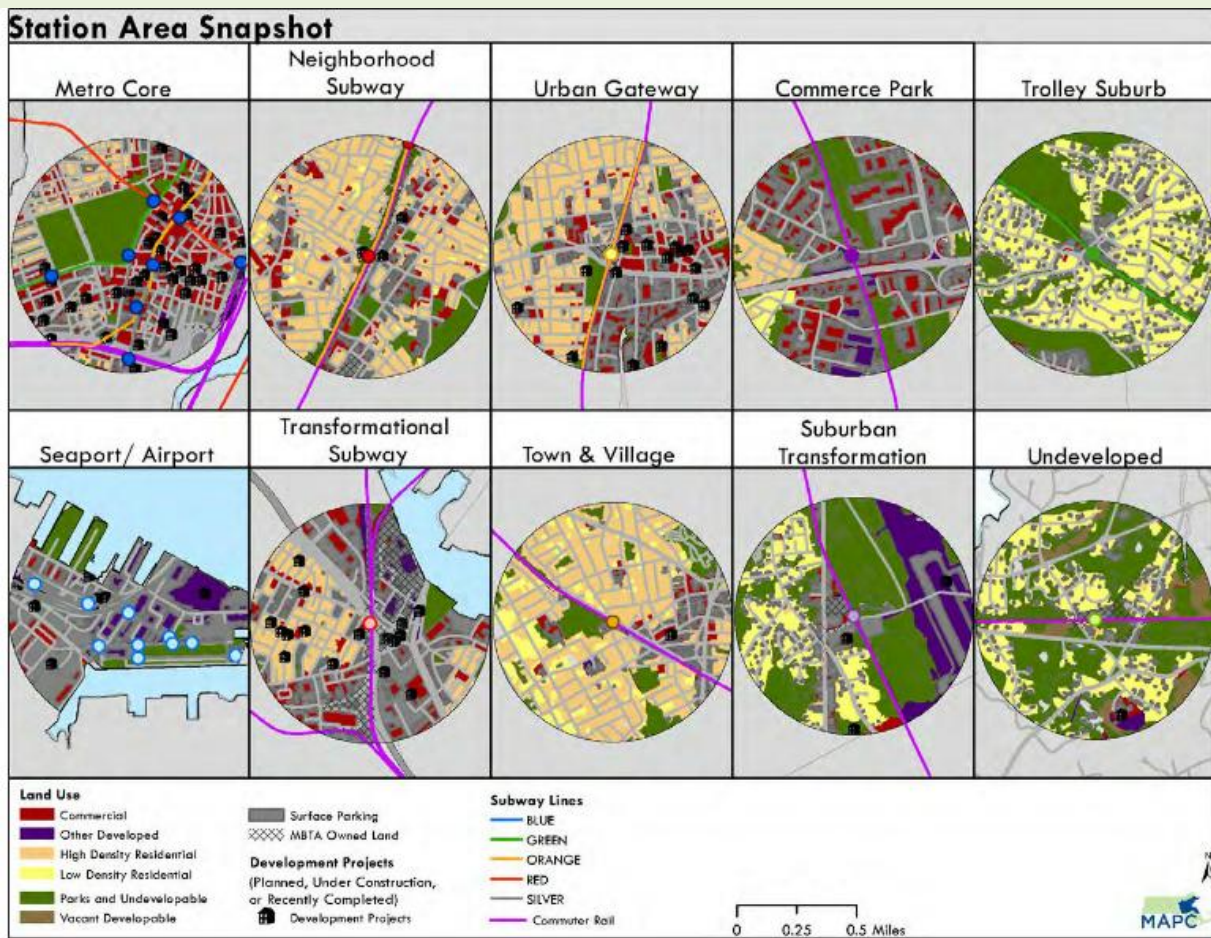 Station Area Snapshot
Metro Core
Neighborhood
Subway
Urban Gateway
Commerce Park
Trolley Suburb
Seaport/ Airport
Transformational
Subway
Town & Village
Suburban
Transformation
Undeveloped
Land Use
Commercial
Other Developed
High Density Residential
Low Density Residential
Parks and Undevelopable
Vacant Developable
Surface Parking
MBTA Owned Land
Development Projects
(Planned, Under Construction,
or Recently Completed)
Development Projects
Subway Lines
BLUE
GREEN
ORANGE
RED
SILVER
Commuter Rail
0 0.25 0.5 Miles
N
MAPC